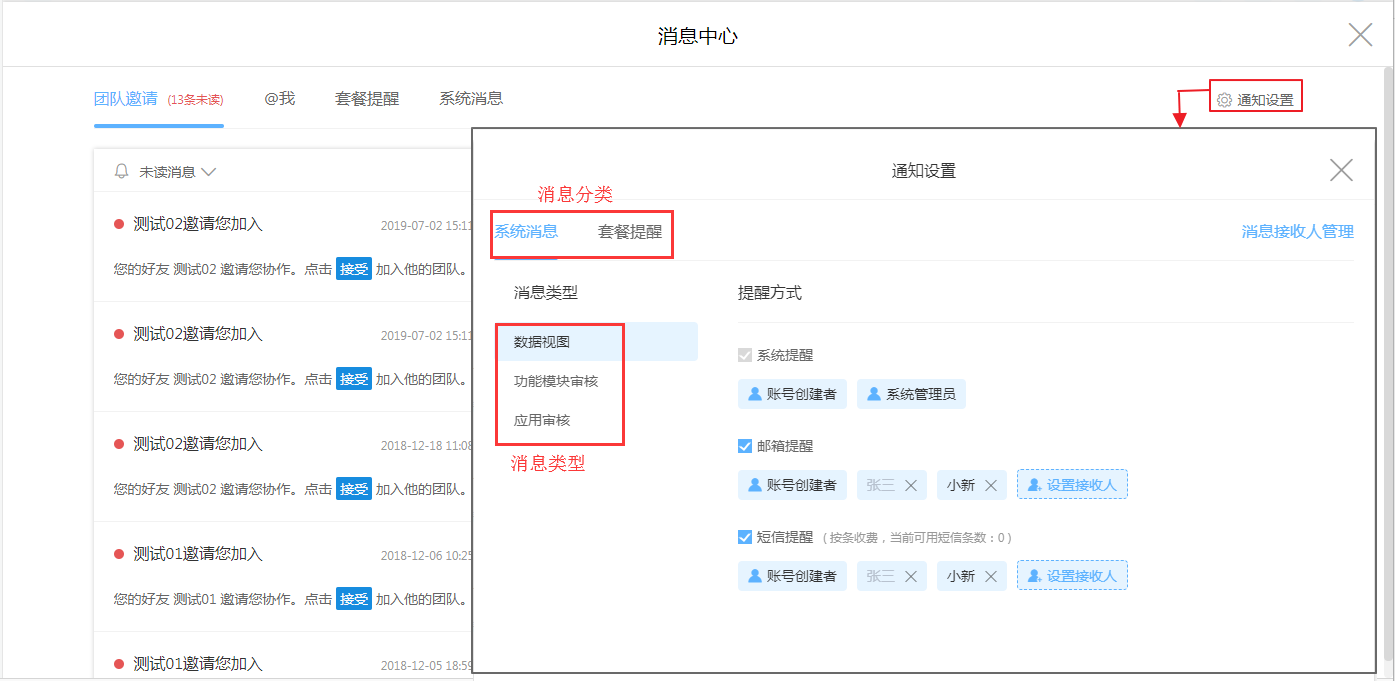 消息中心
团队邀请 (13条未读) @我 套餐提醒 系统消息 通知设置
未读消息
测试02邀请您加入 2019-07-02 15:11
您的好友 测试02 邀请您协作。点击 接受 加入他的团队。
测试02邀请您加入 2019-07-02 15:11
您的好友 测试02 邀请您协作。点击 接受 加入他的团队。
测试02邀请您加入 2018-12-18 11:08
您的好友 测试02 邀请您协作。点击 接受 加入他的团队。
测试01邀请您加入 2018-12-06 10:25
您的好友 测试01 邀请您协作。点击 接受 加入他的团队。
测试01邀请您加入 2018-12-05 18:59
通知设置
消息分类
系统消息 套餐提醒 消息接收人管理
消息类型
数据视图
功能模块审核
应用审核
消息类型
提醒方式
系统提醒
账号创建者 系统管理员
邮箱提醒
账号创建者 张三 小新 设置接收人
短信提醒 （按条收费，当前可用短信条数：0）
账号创建者 张三 小新 设置接收人